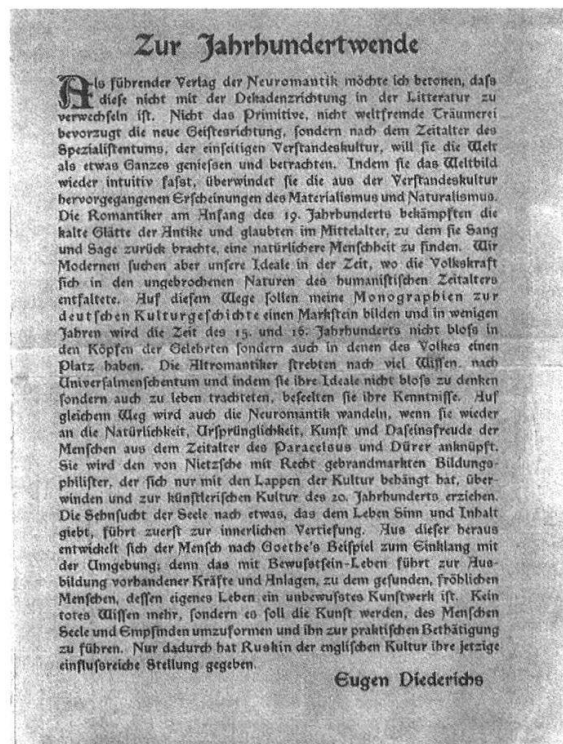 Zur Jahrhundertwende
Als führender Verlag der Neuromantik möchte ich betonen, daſs
dieſe nicht mit der Dekadenzrichtung in der Litteratur zu
verwechſeln iſt. Nicht das Primitive, nicht weltfremde Träumerei
bevorzugt die neue Geiſtesrichtung, ſondern nach dem Zeitalter des
Spezialiſtentums, der einſeitigen Verſtandeskultur, will ſie die Welt
als etwas Ganzes genieſsen und betrachten. Indem ſie das Weltbild
wieder intuitiv faſst, überwindet ſie die aus der Verſtandeskultur
hervorgegangenen Erſcheinungen des Materialismus und Naturalismus.
Die Romantiker am Anfang des 19. Jahrhunderts bekämpften die
kalte Glätte der Antike und glaubten im Mittelalter, zu dem ſie Sang
und Sage zurück brachte, eine natürlichere Menſchheit zu finden. Wir
Modernen ſuchen aber unſere Ideale in der Zeit, wo die Volkskraft
ſich in den ungebrochenen Naturen des humaniſtiſchen Zeitalters
entfaltete. Auf dieſem Wege ſollen meine Monographien zur
deutſchen Kulturgeſchichte einen Markſtein bilden und in wenigen
Jahren wird die Zeit des 15. und 16. Jahrhunderts nicht bloſs in
den Köpfen der Gelehrten ſondern auch in denen des Volkes einen
Platz haben. Die Altromantiker ſtrebten nach viel Wiſſen, nach
Univerſalmenſchentum und indem ſie ihre Ideale nicht bloſs zu denken
ſondern auch zu leben trachteten, beſeelten ſie ihre Kenntniſſe. Auf
gleichem Weg wird auch die Neuromantik wandeln, wenn ſie wieder
an die Natürlichkeit, Urſprünglichkeit, Kunſt und Daſeinsfreude der
Menſchen aus dem Zeitalter des Paracelsus und Dürer anknüpft.
Sie wird den von Nietzſche mit Recht gebrandmarkten Bildungs-
philiſter, der ſich nur mit den Lappen der Kultur behängt hat, über-
winden und zur künſtleriſchen Kultur des 20. Jahrhunderts erziehen.
Die Sehnſucht der Seele nach etwas, das dem Leben Sinn und Inhalt
giebt, führt zuerſt zur innerlichen Vertiefung. Aus dieſer heraus
entwickelt ſich der Menſch nach Goethe's Beiſpiel zum Einklang mit
der Umgebung; denn das mit Bewuſstſein-Leben führt zur Aus-
bildung vorhandener Kräfte und Anlagen, zu dem geſunden, fröhlichen
Menſchen, deſſen eigenes Leben ein unbewuſstes Kunſtwerk iſt. Kein
totes Wiſſen mehr, ſondern es ſoll die Kunſt werden, des Menſchen
Seele und Empfinden umzuformen und ihn zur praktiſchen Bethätigung
zu führen. Nur dadurch hat Ruskin der engliſchen Kultur ihre jetzige
einfluſsreiche Stellung gegeben.
Eugen Diederichs